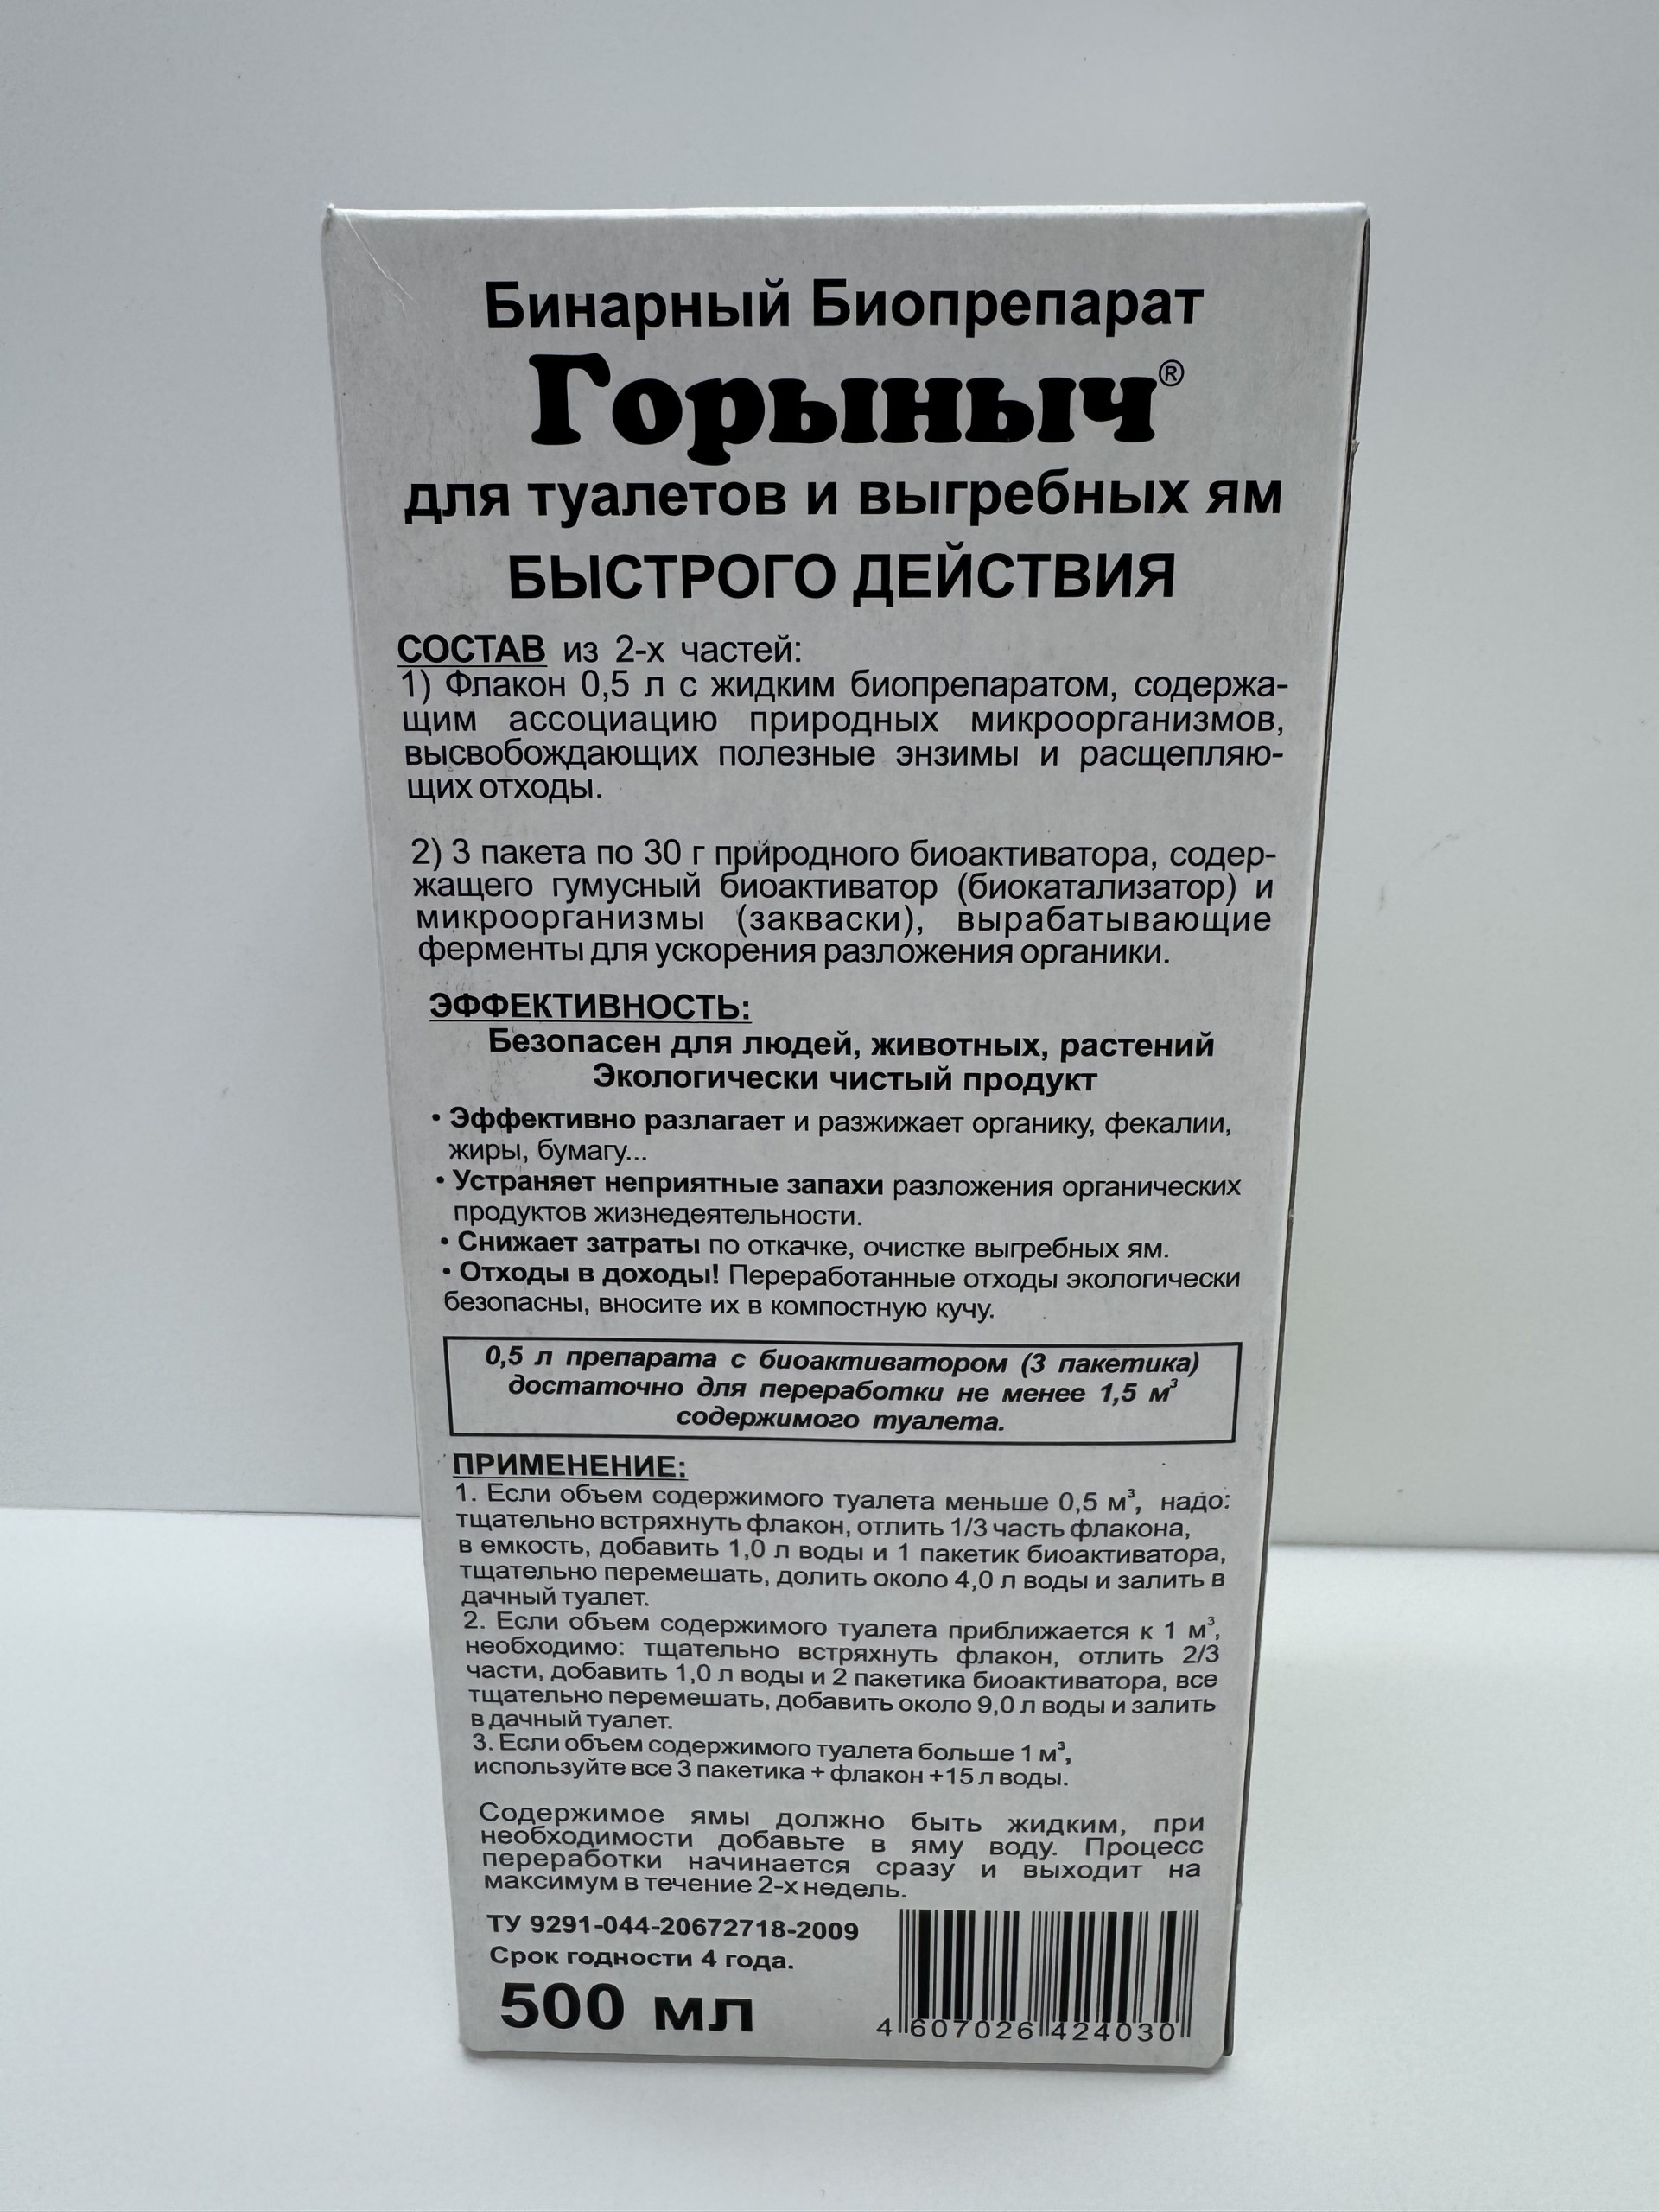 Бинарный Биопрепарат
Горыныч®
для туалетов и выгребных ям
БЫСТРОГО ДЕЙСТВИЯ
СОСТАВ из 2-х частей:
1) Флакон 0,5 л с жидким биопрепаратом, содержа-
щим ассоциацию природных микроорганизмов,
высвобождающих полезные энзимы и расщепляю-
щих отходы.
2) 3 пакета по 30 г природного биоактиватора, содер-
жащего гумусный биоактиватор (биокатализатор) и
микроорганизмы (закваски), вырабатывающие
ферменты для ускорения разложения органики.
ЭФФЕКТИВНОСТЬ:
Безопасен для людей, животных, растений
Экологически чистый продукт
• Эффективно разлагает и разжижает органику, фекалии,
жиры, бумагу...
• Устраняет неприятные запахи разложения органических
продуктов жизнедеятельности.
• Снижает затраты по откачке, очистке выгребных ям.
• Отходы в доходы! Переработанные отходы экологически
безопасны, вносите их в компостную кучу.
0,5 л препарата с биоактиватором (3 пакетика)
достаточно для переработки не менее 1,5 м³
содержимого туалета.
ПРИМЕНЕНИЕ:
1. Если объем содержимого туалета меньше 0,5 м³, надо:
тщательно встряхнуть флакон, отлить 1/3 часть флакона,
в емкость, добавить 1,0 л воды и 1 пакетик биоактиватора,
тщательно перемешать, долить около 4,0 л воды и залить в
дачный туалет.
2. Если объем содержимого туалета приближается к 1 м³,
необходимо: тщательно встряхнуть флакон, отлить 2/3
части, добавить 1,0 л воды и 2 пакетика биоактиватора, все
тщательно перемешать, добавить около 9,0 л воды и залить
в дачный туалет.
3. Если объем содержимого туалета больше 1 м³,
используйте все 3 пакетика + флакон +15 л воды.
Содержимое ямы должно быть жидким, при
необходимости добавьте в яму воду. Процесс
переработки начинается сразу и выходит на
максимум в течение 2-х недель.
ТУ 9291-044-20672718-2009
Срок годности 4 года.
500 мл
4 607026 424030